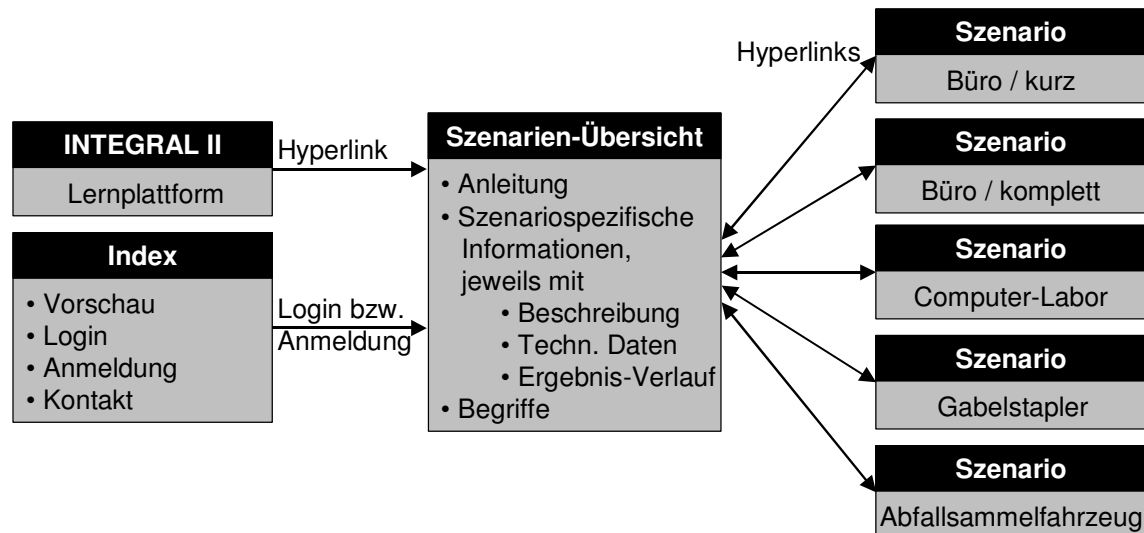 INTEGRAL II
Lernplattform
Index
• Vorschau
• Login
• Anmeldung
• Kontakt
Hyperlink
Login bzw.
Anmeldung
Szenarien-Übersicht
• Anleitung
• Szenariospezifische
Informationen,
jeweils mit
• Beschreibung
• Techn. Daten
• Ergebnis-Verlauf
• Begriffe
Hyperlinks
Szenario
Büro / kurz
Szenario
Büro / komplett
Szenario
Computer-Labor
Szenario
Gabelstapler
Szenario
Abfallsammelfahrzeug